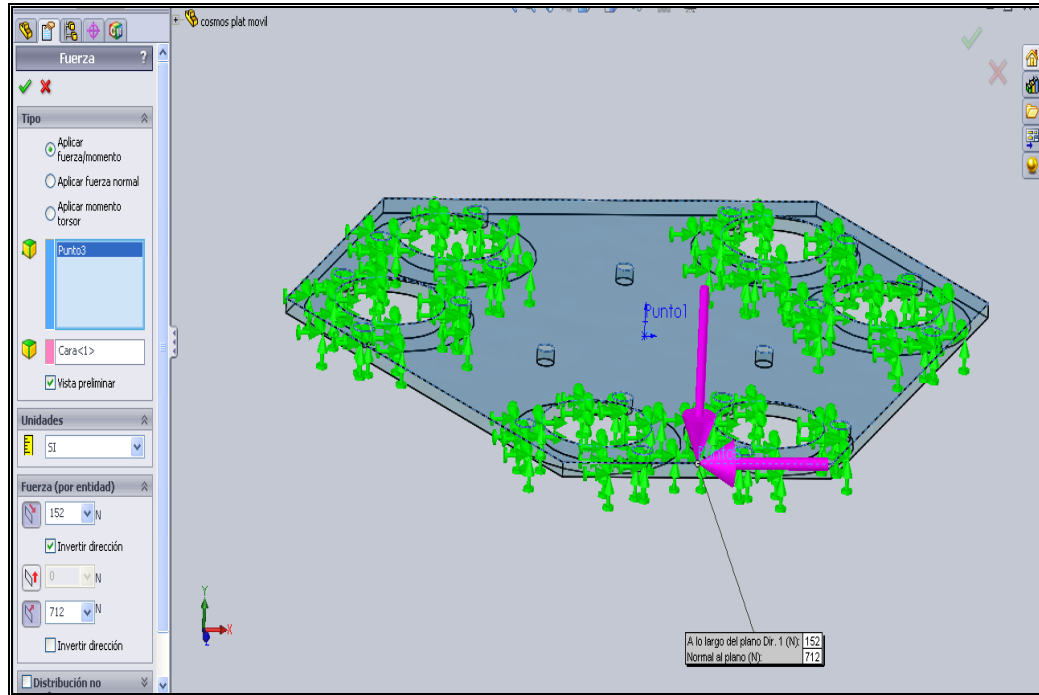 cosmos plat movil
Fuerza ?
Tipo
Aplicar
fuerza/momento
Aplicar fuerza normal
Aplicar momento
torsor
Punto3
Cara<1>
Vista preliminar
Unidades
SI
Fuerza (por entidad)
152 N
Invertir dirección
0 N
712 N
Invertir dirección
Distribución no
Punto1
A lo largo del plano Dir. 1 (N): 152
Normal al plano (N): 712
Y
X
Z